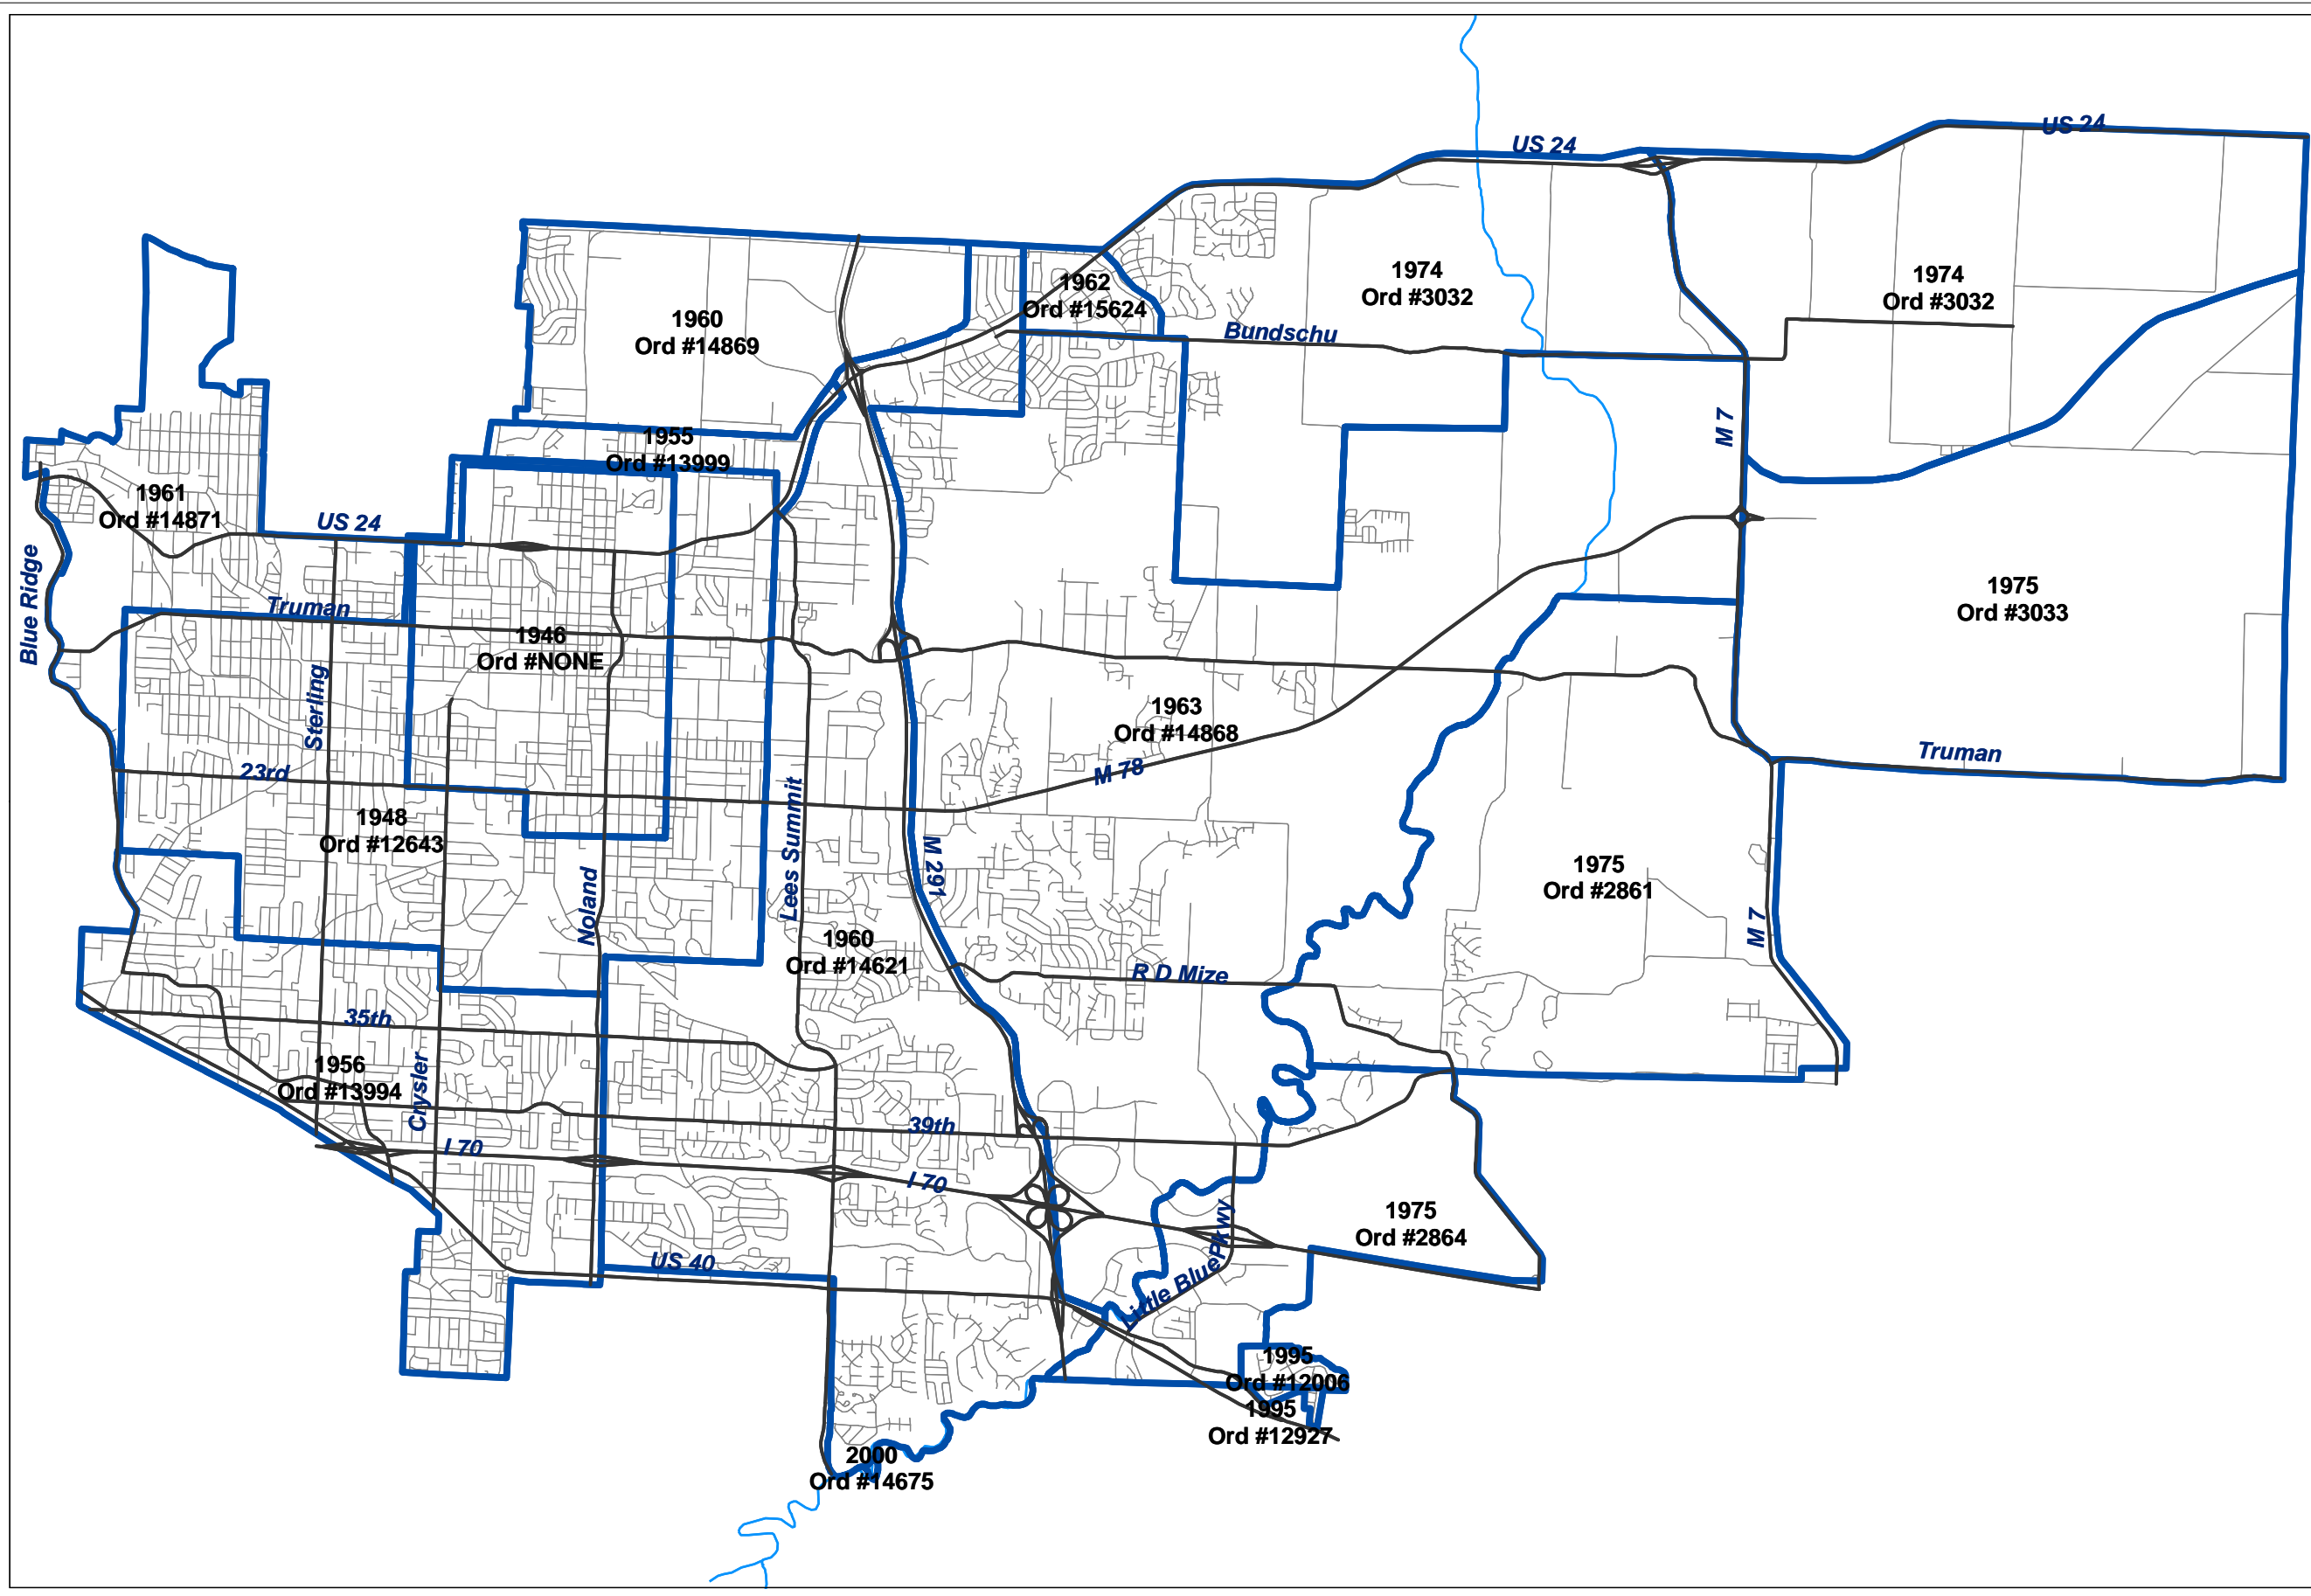 US 24
US 24
1974
Ord #3032
1974
Ord #3032
1962
Ord #15624
1960
Ord #14869
Bundschu
M 7
1955
Ord #13999
1961
Ord #14871
US 24
Blue Ridge
Truman
1946
Ord #NONE
1975
Ord #3033
Sterling
1963
Ord #14868
M 78
Truman
23rd
1948
Ord #12643
Lees Summit
M 291
Noland
1975
Ord #2861
M 7
1960
Ord #14621
R D Mize
35th
1956
Ord #13994
Crysler
39th
I 70
I 70
1975
Ord #2864
US 40
Little Blue Pkwy
1995
Ord #12006
1995
Ord #12927
2000
Ord #14675